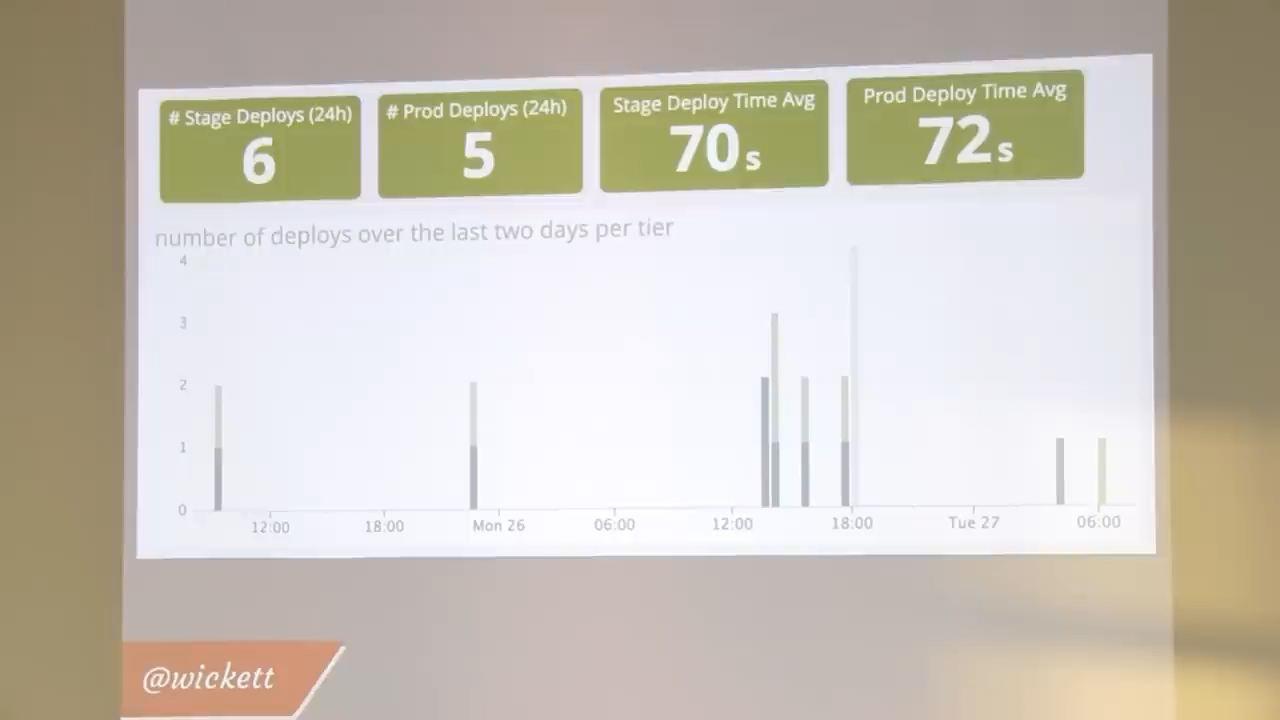 # Stage Deploys (24h)
6
# Prod Deploys (24h)
5
Stage Deploy Time Avg
70 s
Prod Deploy Time Avg
72 s
number of deploys over the last two days per tier
4
3
2
1
0
12:00
18:00
Mon 26
06:00
12:00
18:00
Tue 27
06:00
@wickett